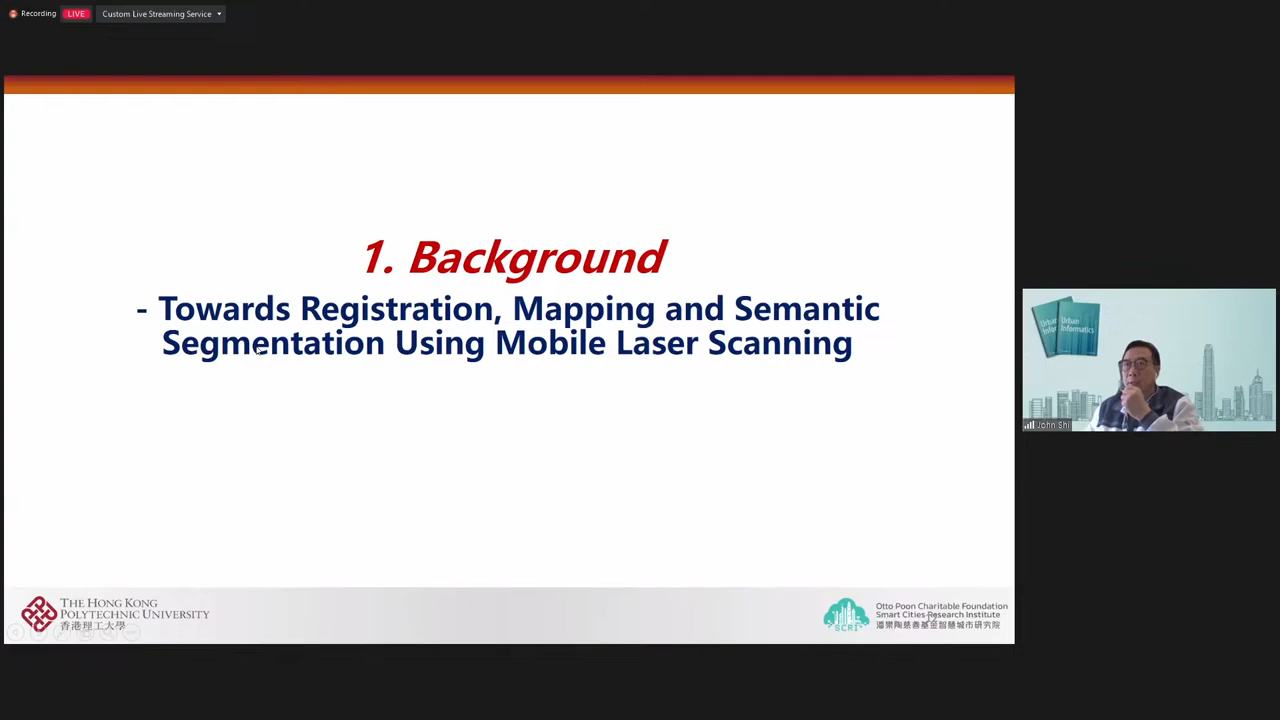 Recording
LIVE
Custom Live Streaming Service
1. Background
- Towards Registration, Mapping and Semantic
Segmentation Using Mobile Laser Scanning
Urban
Informatics
John Shi
THE HONG KONG
POLYTECHNIC UNIVERSITY
香港理工大學
SCRI
Otto Poon Charitable Foundation
Smart Cities Research Institute
潘樂陶慈善基金智慧城市研究院